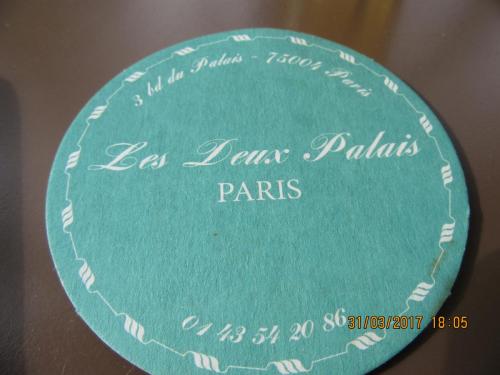 3 bd du Palais - 75004 Paris
Les Deux Palais
PARIS
01 43 54 20 86
31/03/2017 18:05